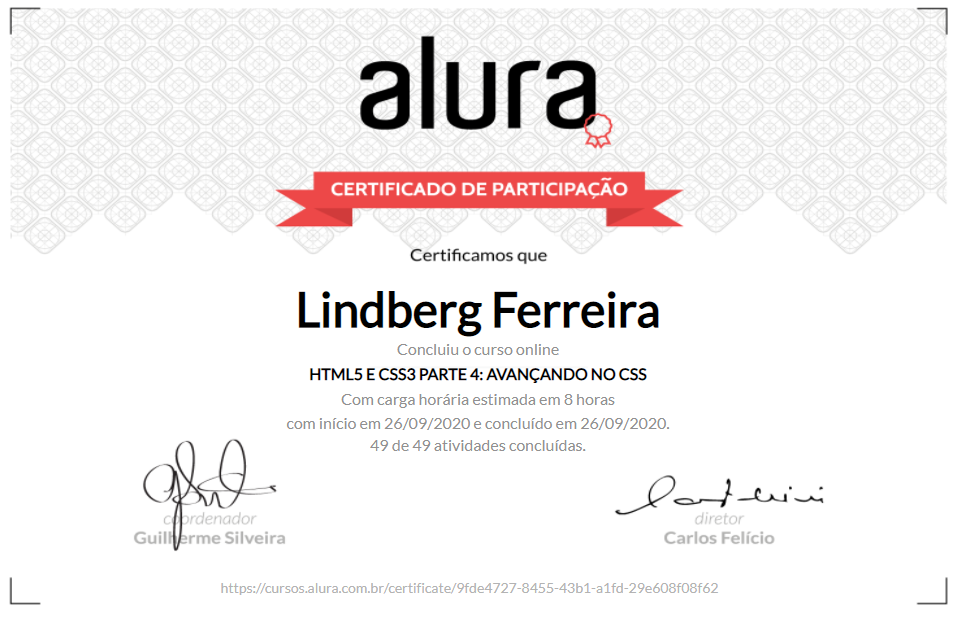 alura
CERTIFICADO DE PARTICIPAÇÃO
Certificamos que
Lindberg Ferreira
Concluiu o curso online
HTML5 E CSS3 PARTE 4: AVANÇANDO NO CSS
Com carga horária estimada em 8 horas
com início em 26/09/2020 e concluído em 26/09/2020.
49 de 49 atividades concluídas.
coordenador
Guilherme Silveira
diretor
Carlos Felício
https://cursos.alura.com.br/certificate/9fde4727-8455-43b1-a1fd-29e608f08f62